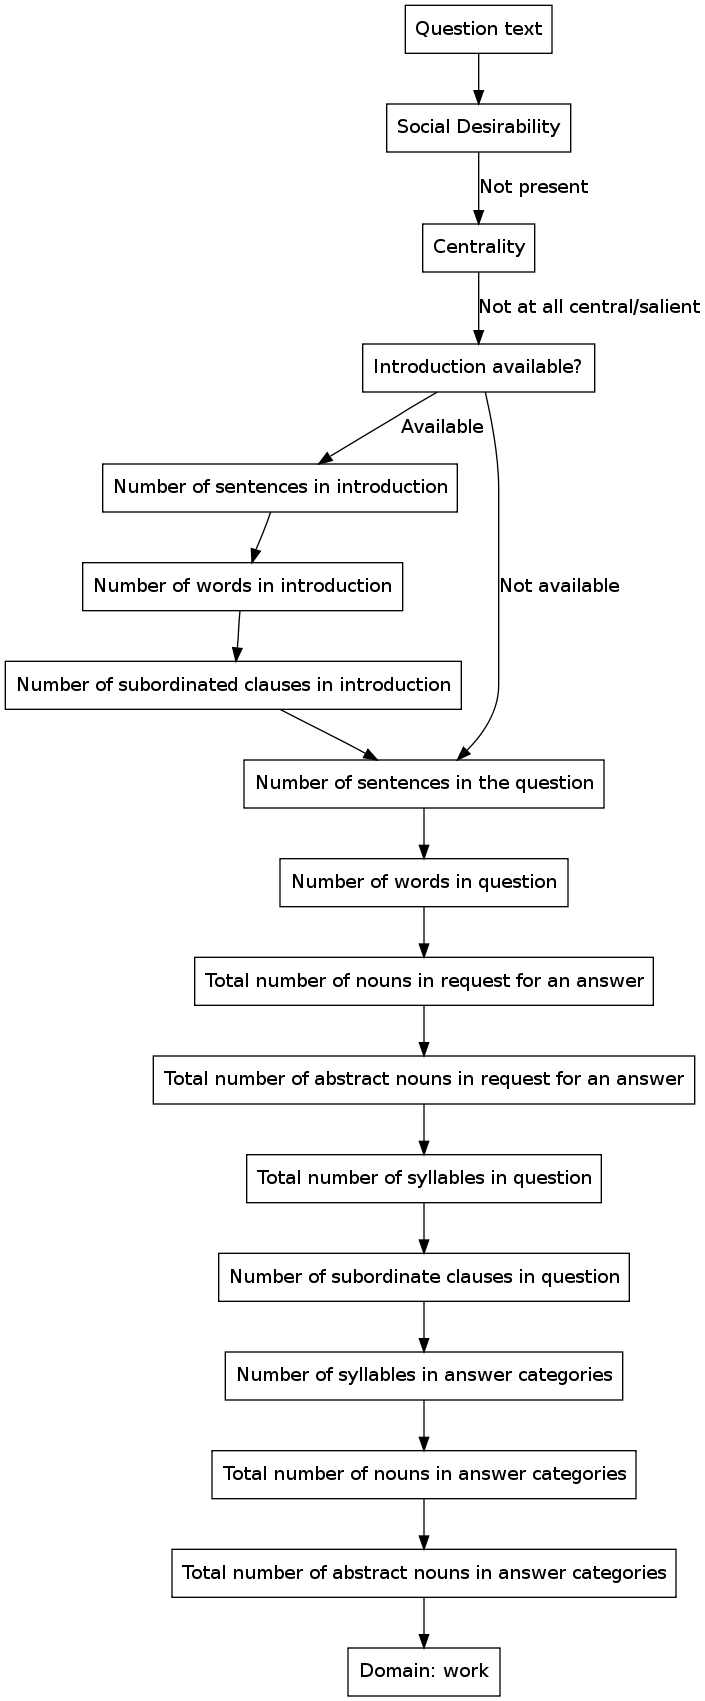 Question text
Social Desirability
Not present
Centrality
Not at all central/salient
Introduction available?
Available
Number of sentences in introduction
Number of words in introduction
Not available
Number of subordinated clauses in introduction
Number of sentences in the question
Number of words in question
Total number of nouns in request for an answer
Total number of abstract nouns in request for an answer
Total number of syllables in question
Number of subordinate clauses in question
Number of syllables in answer categories
Total number of nouns in answer categories
Total number of abstract nouns in answer categories
Domain: work